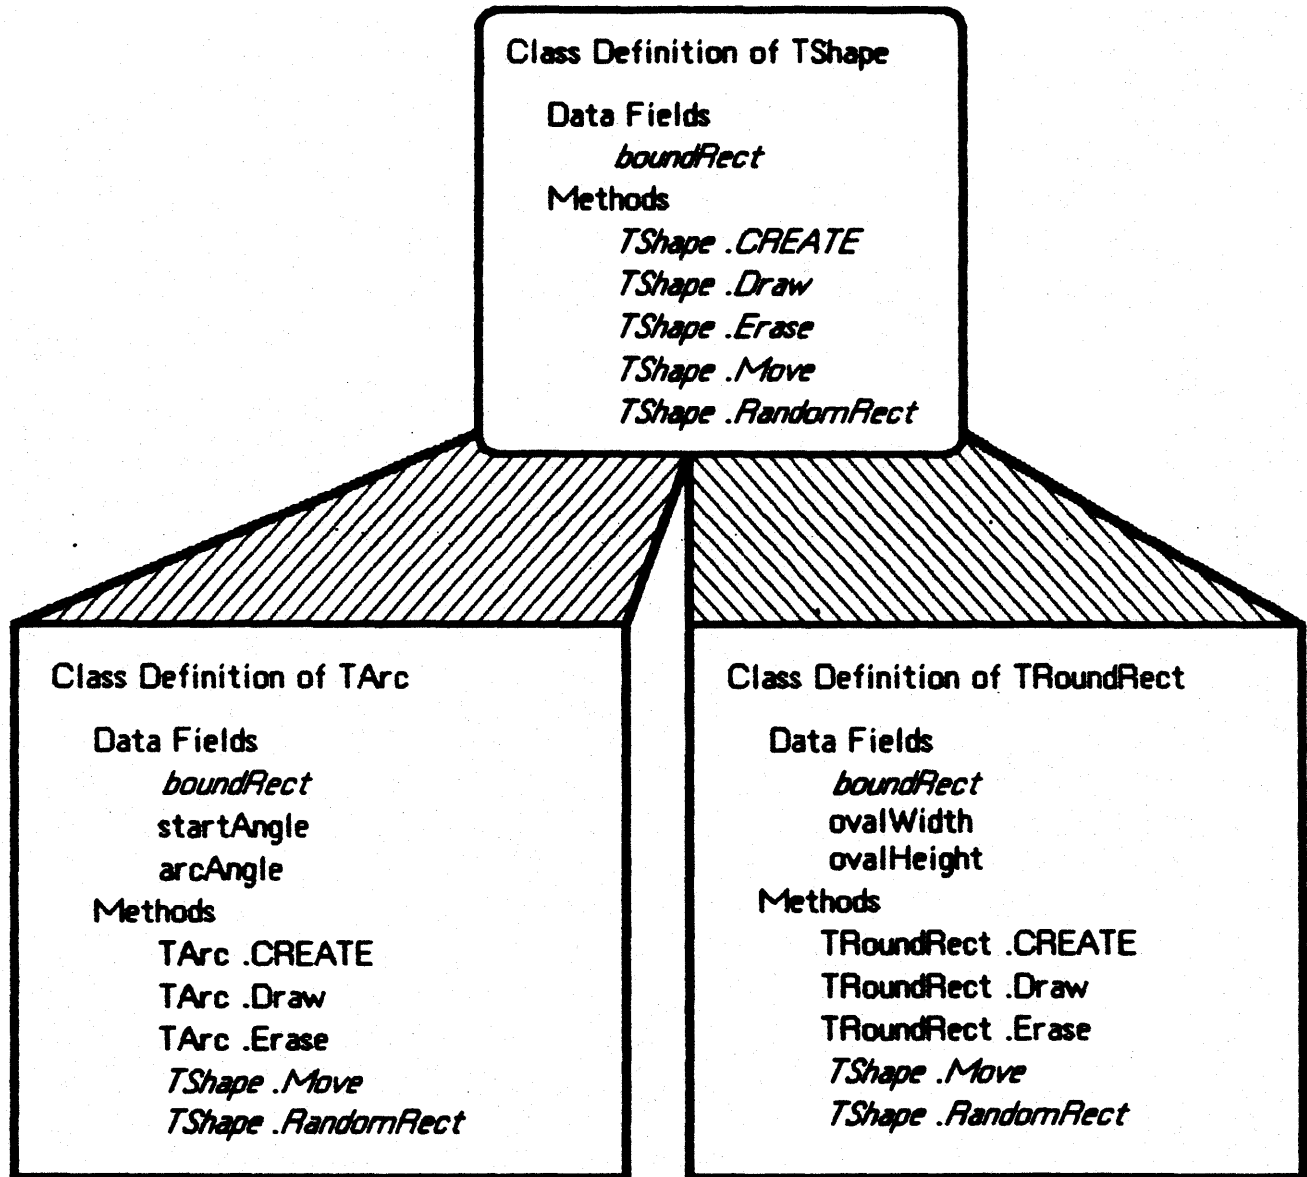 Class Definition of TShape
Data Fields
boundRect
Methods
TShape .CREATE
TShape .Draw
TShape .Erase
TShape .Move
TShape .RandomRect
Class Definition of TArc
Data Fields
boundRect
startAngle
arcAngle
Methods
TArc .CREATE
TArc .Draw
TArc .Erase
TShape .Move
TShape .RandomRect
Class Definition of TRoundRect
Data Fields
boundRect
ovalWidth
ovalHeight
Methods
TRoundRect .CREATE
TRoundRect .Draw
TRoundRect .Erase
TShape .Move
TShape .RandomRect